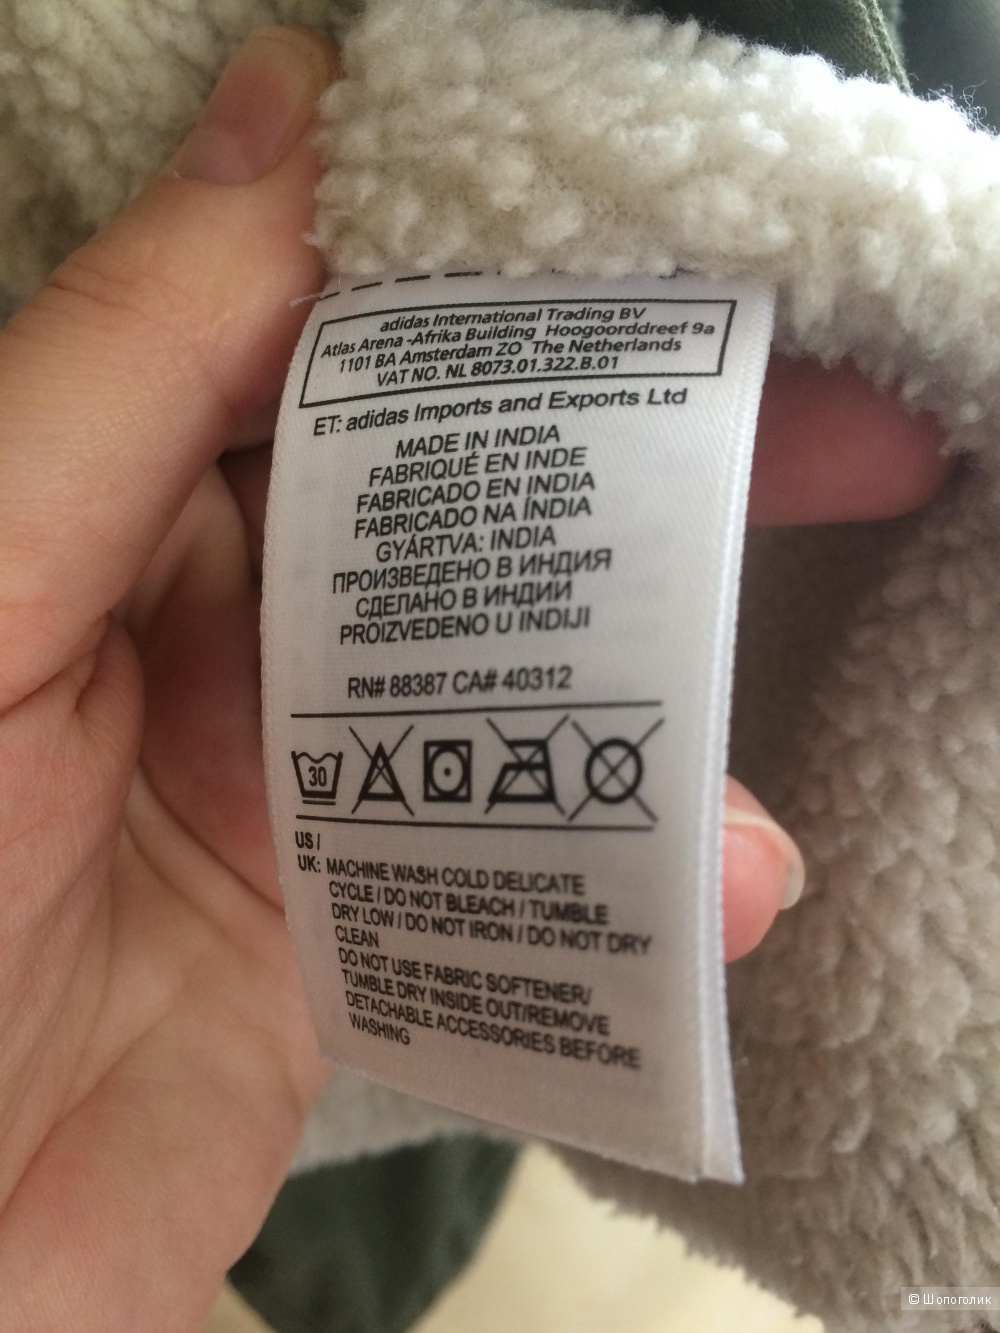 adidas International Trading BV
Atlas Arena -Afrika Building Hoogoorddreef 9a
1101 BA Amsterdam ZO The Netherlands
VAT NO. NL 8073.01.322.B.01
ET: adidas Imports and Exports Ltd
MADE IN INDIA
FABRIQUÉ EN INDE
FABRICADO EN INDIA
FABRICADO NA ÍNDIA
GYÁRTVA: INDIA
ПРОИЗВЕДЕНО В ИНДИЯ
СДЕЛАНО В ИНДИИ
PROIZVEDENO U INDIJI
RN# 88387 CA# 40312
30
US /
UK: MACHINE WASH COLD DELICATE
CYCLE / DO NOT BLEACH / TUMBLE
DRY LOW / DO NOT IRON / DO NOT DRY
CLEAN
DO NOT USE FABRIC SOFTENER/
TUMBLE DRY INSIDE OUT/REMOVE
DETACHABLE ACCESSORIES BEFORE
WASHING
© Шопоголик